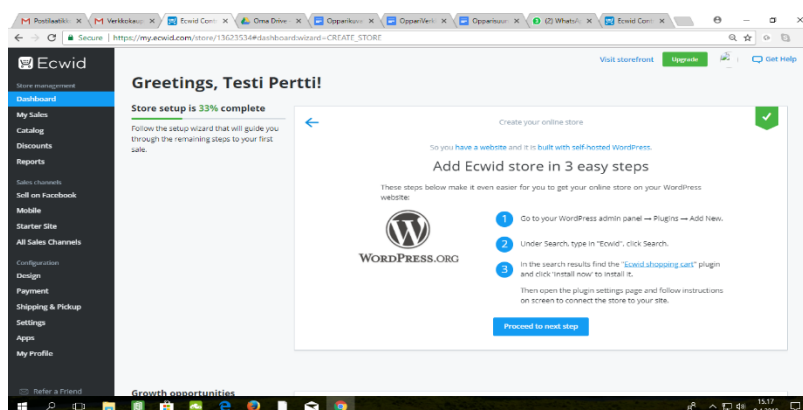 Postilaatikk
Verkkokaup
Ecwid Cont
Oma Drive
Opparikuv
OppariVerk
Opparisuur
(2) WhatsA
Ecwid Cont
Secure
https://my.ecwid.com/store/13623534#dashboard:wizard=CREATE_STORE
Ecwid
Visit storefront
Upgrade
Get Help
Store management
Dashboard
My Sales
Catalog
Discounts
Reports
Sales channels
Sell on Facebook
Mobile
Starter Site
All Sales Channels
Configuration
Design
Payment
Shipping & Pickup
Settings
Apps
My Profile
Refer a Friend
Greetings, Testi Pertti!
Store setup is 33% complete
Follow the setup wizard that will guide you
through the remaining steps to your first
sale.
Create your online store
So you have a website and it is built with self-hosted WordPress.
Add Ecwid store in 3 easy steps
These steps below make it even easier for you to get your online store on your WordPress
website:
WORDPRESS.ORG
1 Go to your WordPress admin panel → Plugins → Add New.
2 Under Search, type in "Ecwid", click Search.
3 In the search results find the "Ecwid shopping cart" plugin
and click 'Install now' to install it.
Then open the plugin settings page and follow instructions
on screen to connect the store to your site.
Proceed to next step
Growth opportunities
15.17